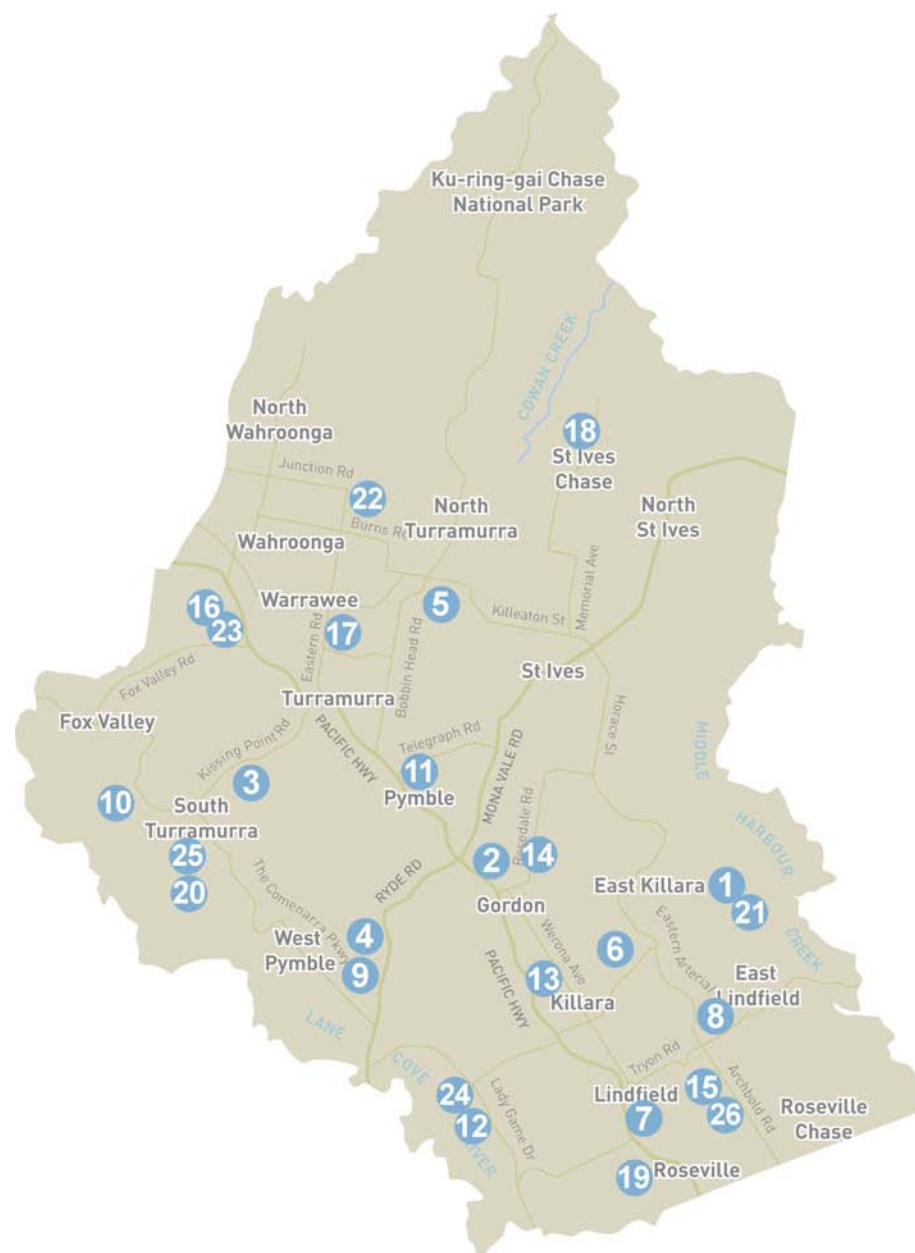 Ku-ring-gai Chase
National Park
COWAN CREEK
North
Wahroonga
18
St Ives
Chase
Junction Rd
22
North
Turramurra
North
St Ives
Burns Rd
Wahroonga
Memorial Ave
Warrawee
5
Killeaton St
16
23
17
Eastern Rd
Bobbin Head Rd
Fox Valley Rd
St Ives
Turramurra
Fox Valley
Horace St
MIDDLE
PACIFIC HWY
Telegraph Rd
MONA VALE RD
Kissing Point Rd
11
Pymble
3
10
South
Turramurra
Rosedale Rd
HARBOUR
25
2
14
20
RYDE RD
East Killara
1
21
Gordon
The Comenarra Pkwy
4
West
Pymble
9
Werona Ave
6
Eastern Arterial
CREEK
PACIFIC HWY
13
Killara
East
Lindfield
8
LANE
COVE
RIVER
Tryon Rd
Lady Game Dr
24
12
Lindfield
7
15
26
Archbold Rd
Roseville
Chase
19
Roseville